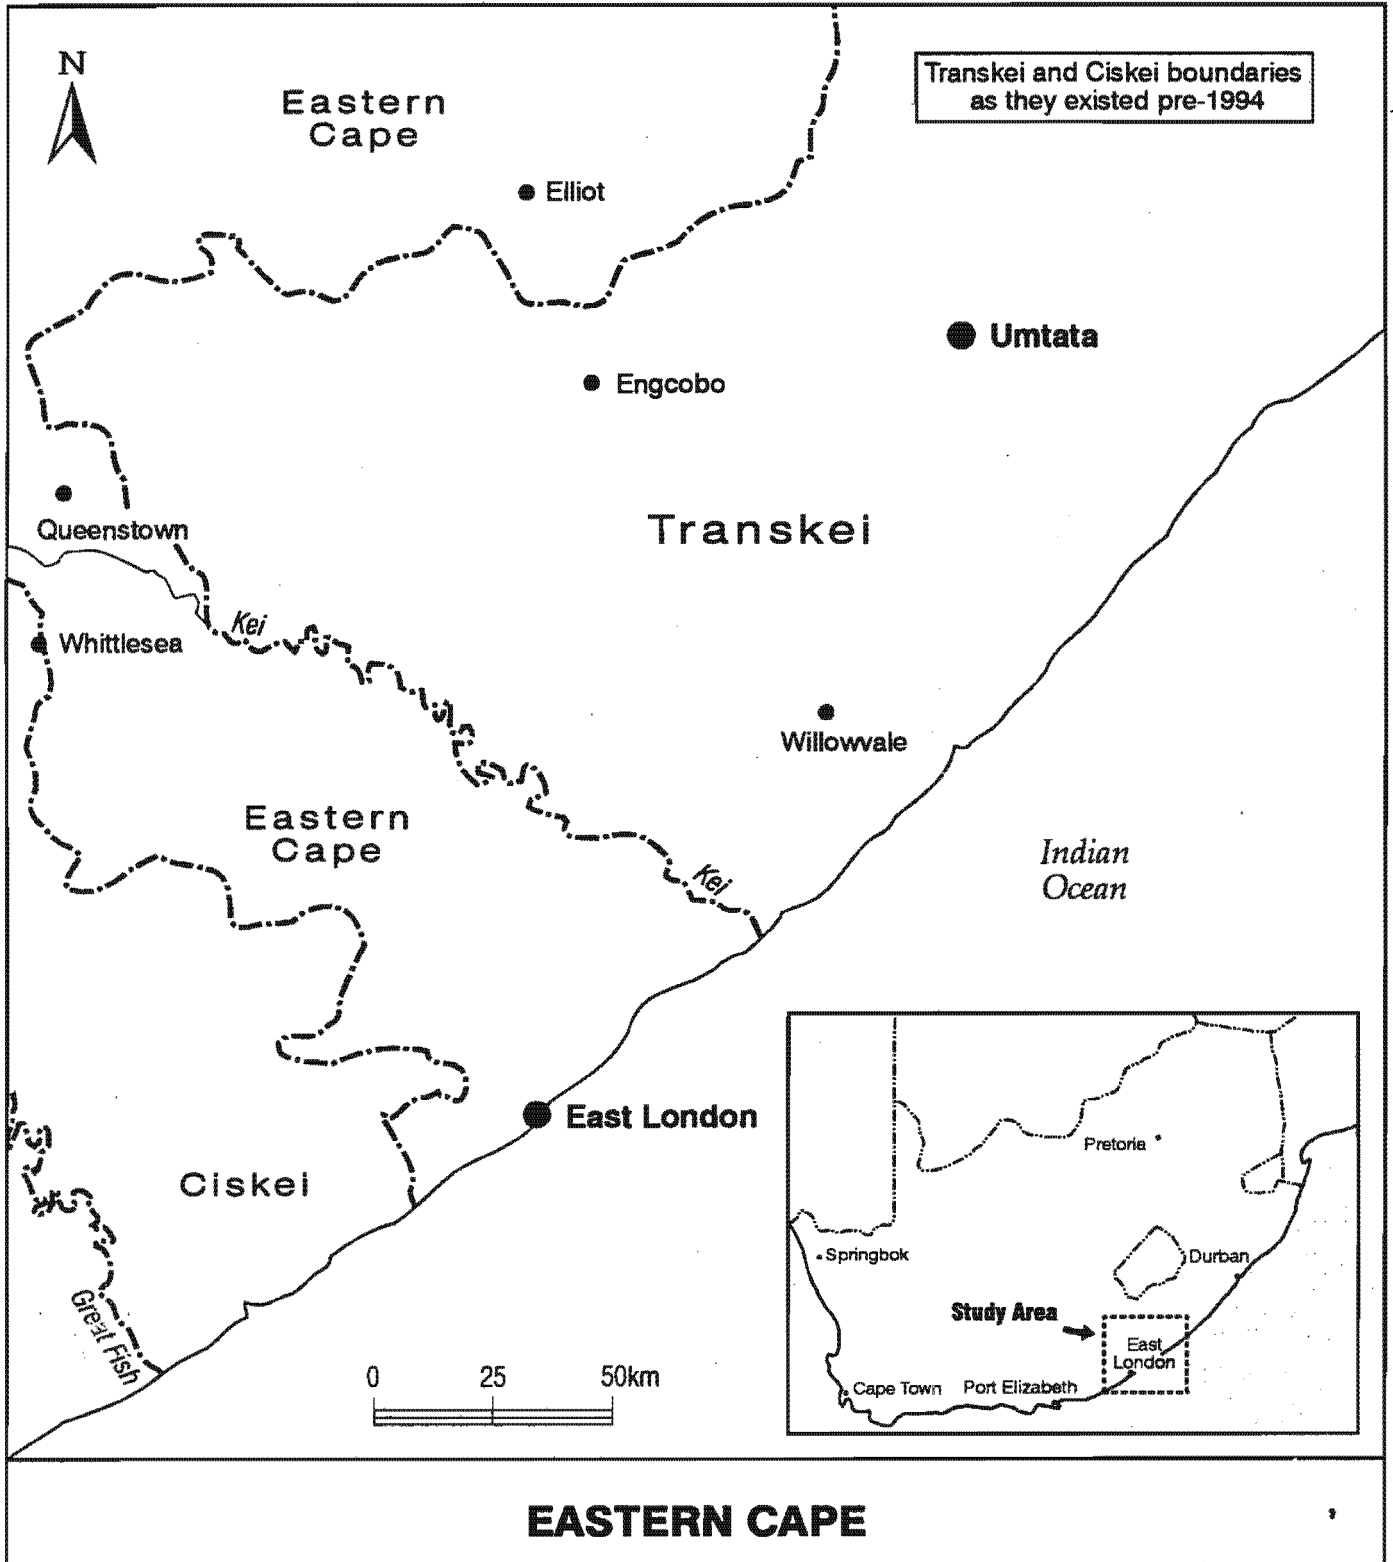 N
Eastern
Cape
Transkei and Ciskei boundaries
as they existed pre-1994
Elliot
Umtata
Engcobo
Queenstown
Transkei
Kei
Whittlesea
Willowvale
Eastern
Cape
Indian
Ocean
Kei
East London
Ciskei
Great Fish
0 25 50km
Pretoria
Springbok
Durban
Study Area
East
London
Cape Town
Port Elizabeth
EASTERN CAPE